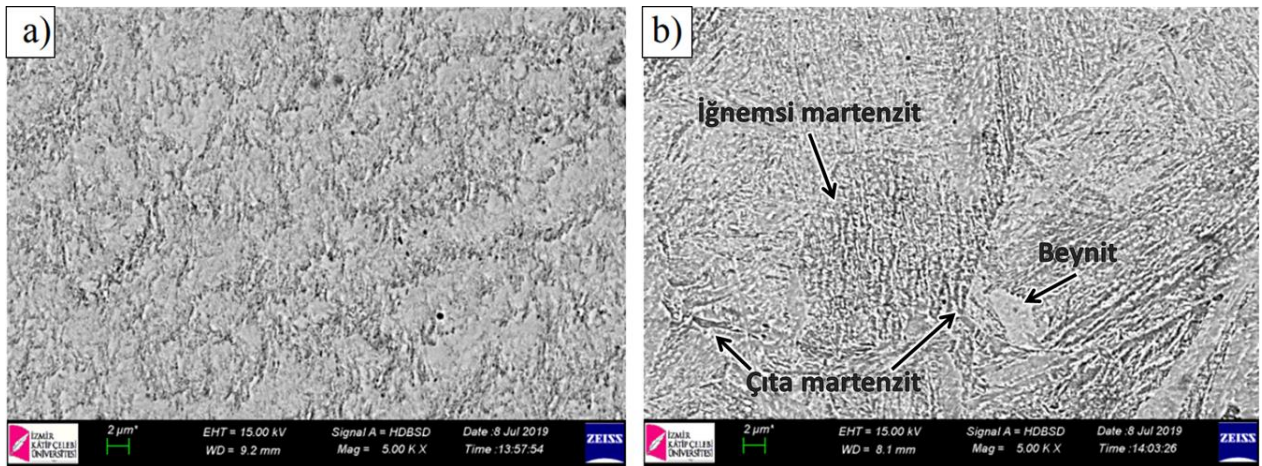 a)
2 µm*
EHT = 15.00 kV
WD = 9.2 mm
Signal A = HDBSD
Mag = 5.00 K X
Date :8 Jul 2019
Time :13:57:54
İZMİR
KÂTİP ÇELEBİ
ÜNİVERSİTESİ
ZEISS
b)
İğnemsi martenzit
Beynit
Çıta martenzit
2 µm*
EHT = 15.00 kV
WD = 8.1 mm
Signal A = HDBSD
Mag = 5.00 K X
Date :8 Jul 2019
Time :14:03:26
İZMİR
KÂTİP ÇELEBİ
ÜNİVERSİTESİ
ZEISS